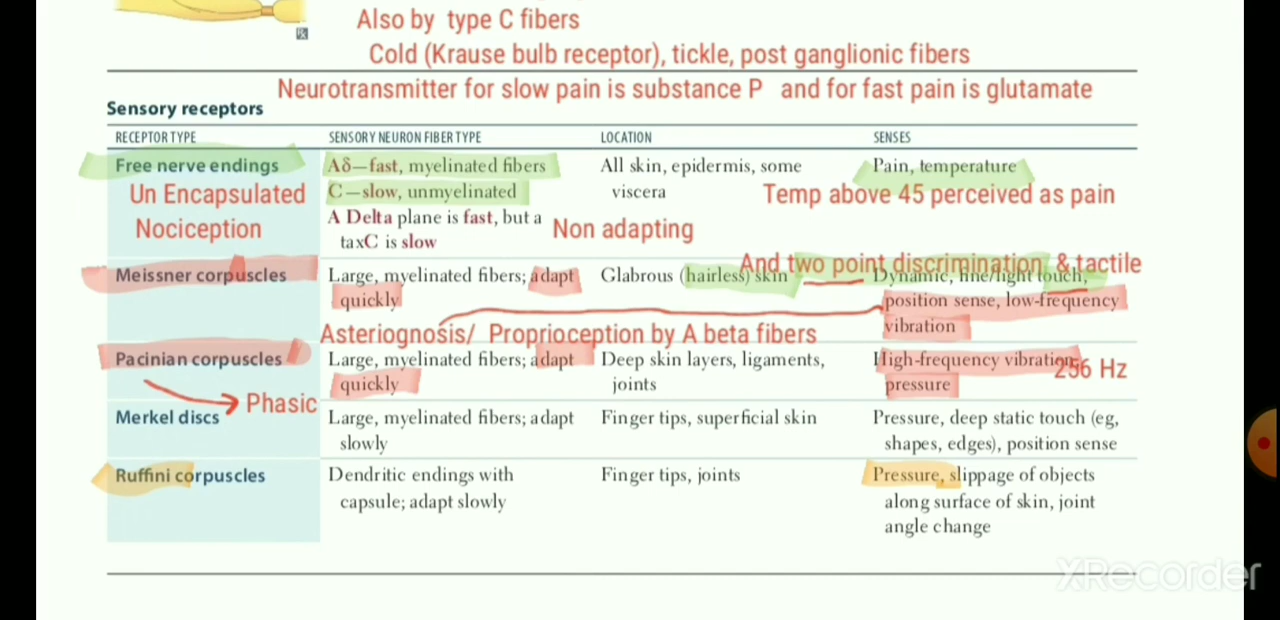 Also by type C fibers
Cold (Krause bulb receptor), tickle, post ganglionic fibers
Neurotransmitter for slow pain is substance P and for fast pain is glutamate
Sensory receptors
RECEPTOR TYPE SENSORY NEURON FIBER TYPE LOCATION SENSES
Free nerve endings Aδ—fast, myelinated fibers All skin, epidermis, some Pain, temperature
Un Encapsulated C—slow, unmyelinated viscera Temp above 45 perceived as pain
Nociception A Delta plane is fast, but a Non adapting
taxC is slow
And two point discrimination & tactile
Meissner corpuscles Large, myelinated fibers; adapt Glabrous (hairless) skin Dynamic, fine/light touch,
quickly position sense, low-frequency
Asteriognosis/ Proprioception by A beta fibers vibration
Pacinian corpuscles Large, myelinated fibers; adapt Deep skin layers, ligaments, High-frequency vibration,
quickly joints pressure 256 Hz
Phasic
Merkel discs Large, myelinated fibers; adapt Finger tips, superficial skin Pressure, deep static touch (eg,
slowly shapes, edges), position sense
Ruffini corpuscles Dendritic endings with Finger tips, joints Pressure, slippage of objects
capsule; adapt slowly along surface of skin, joint
angle change
XRecorder